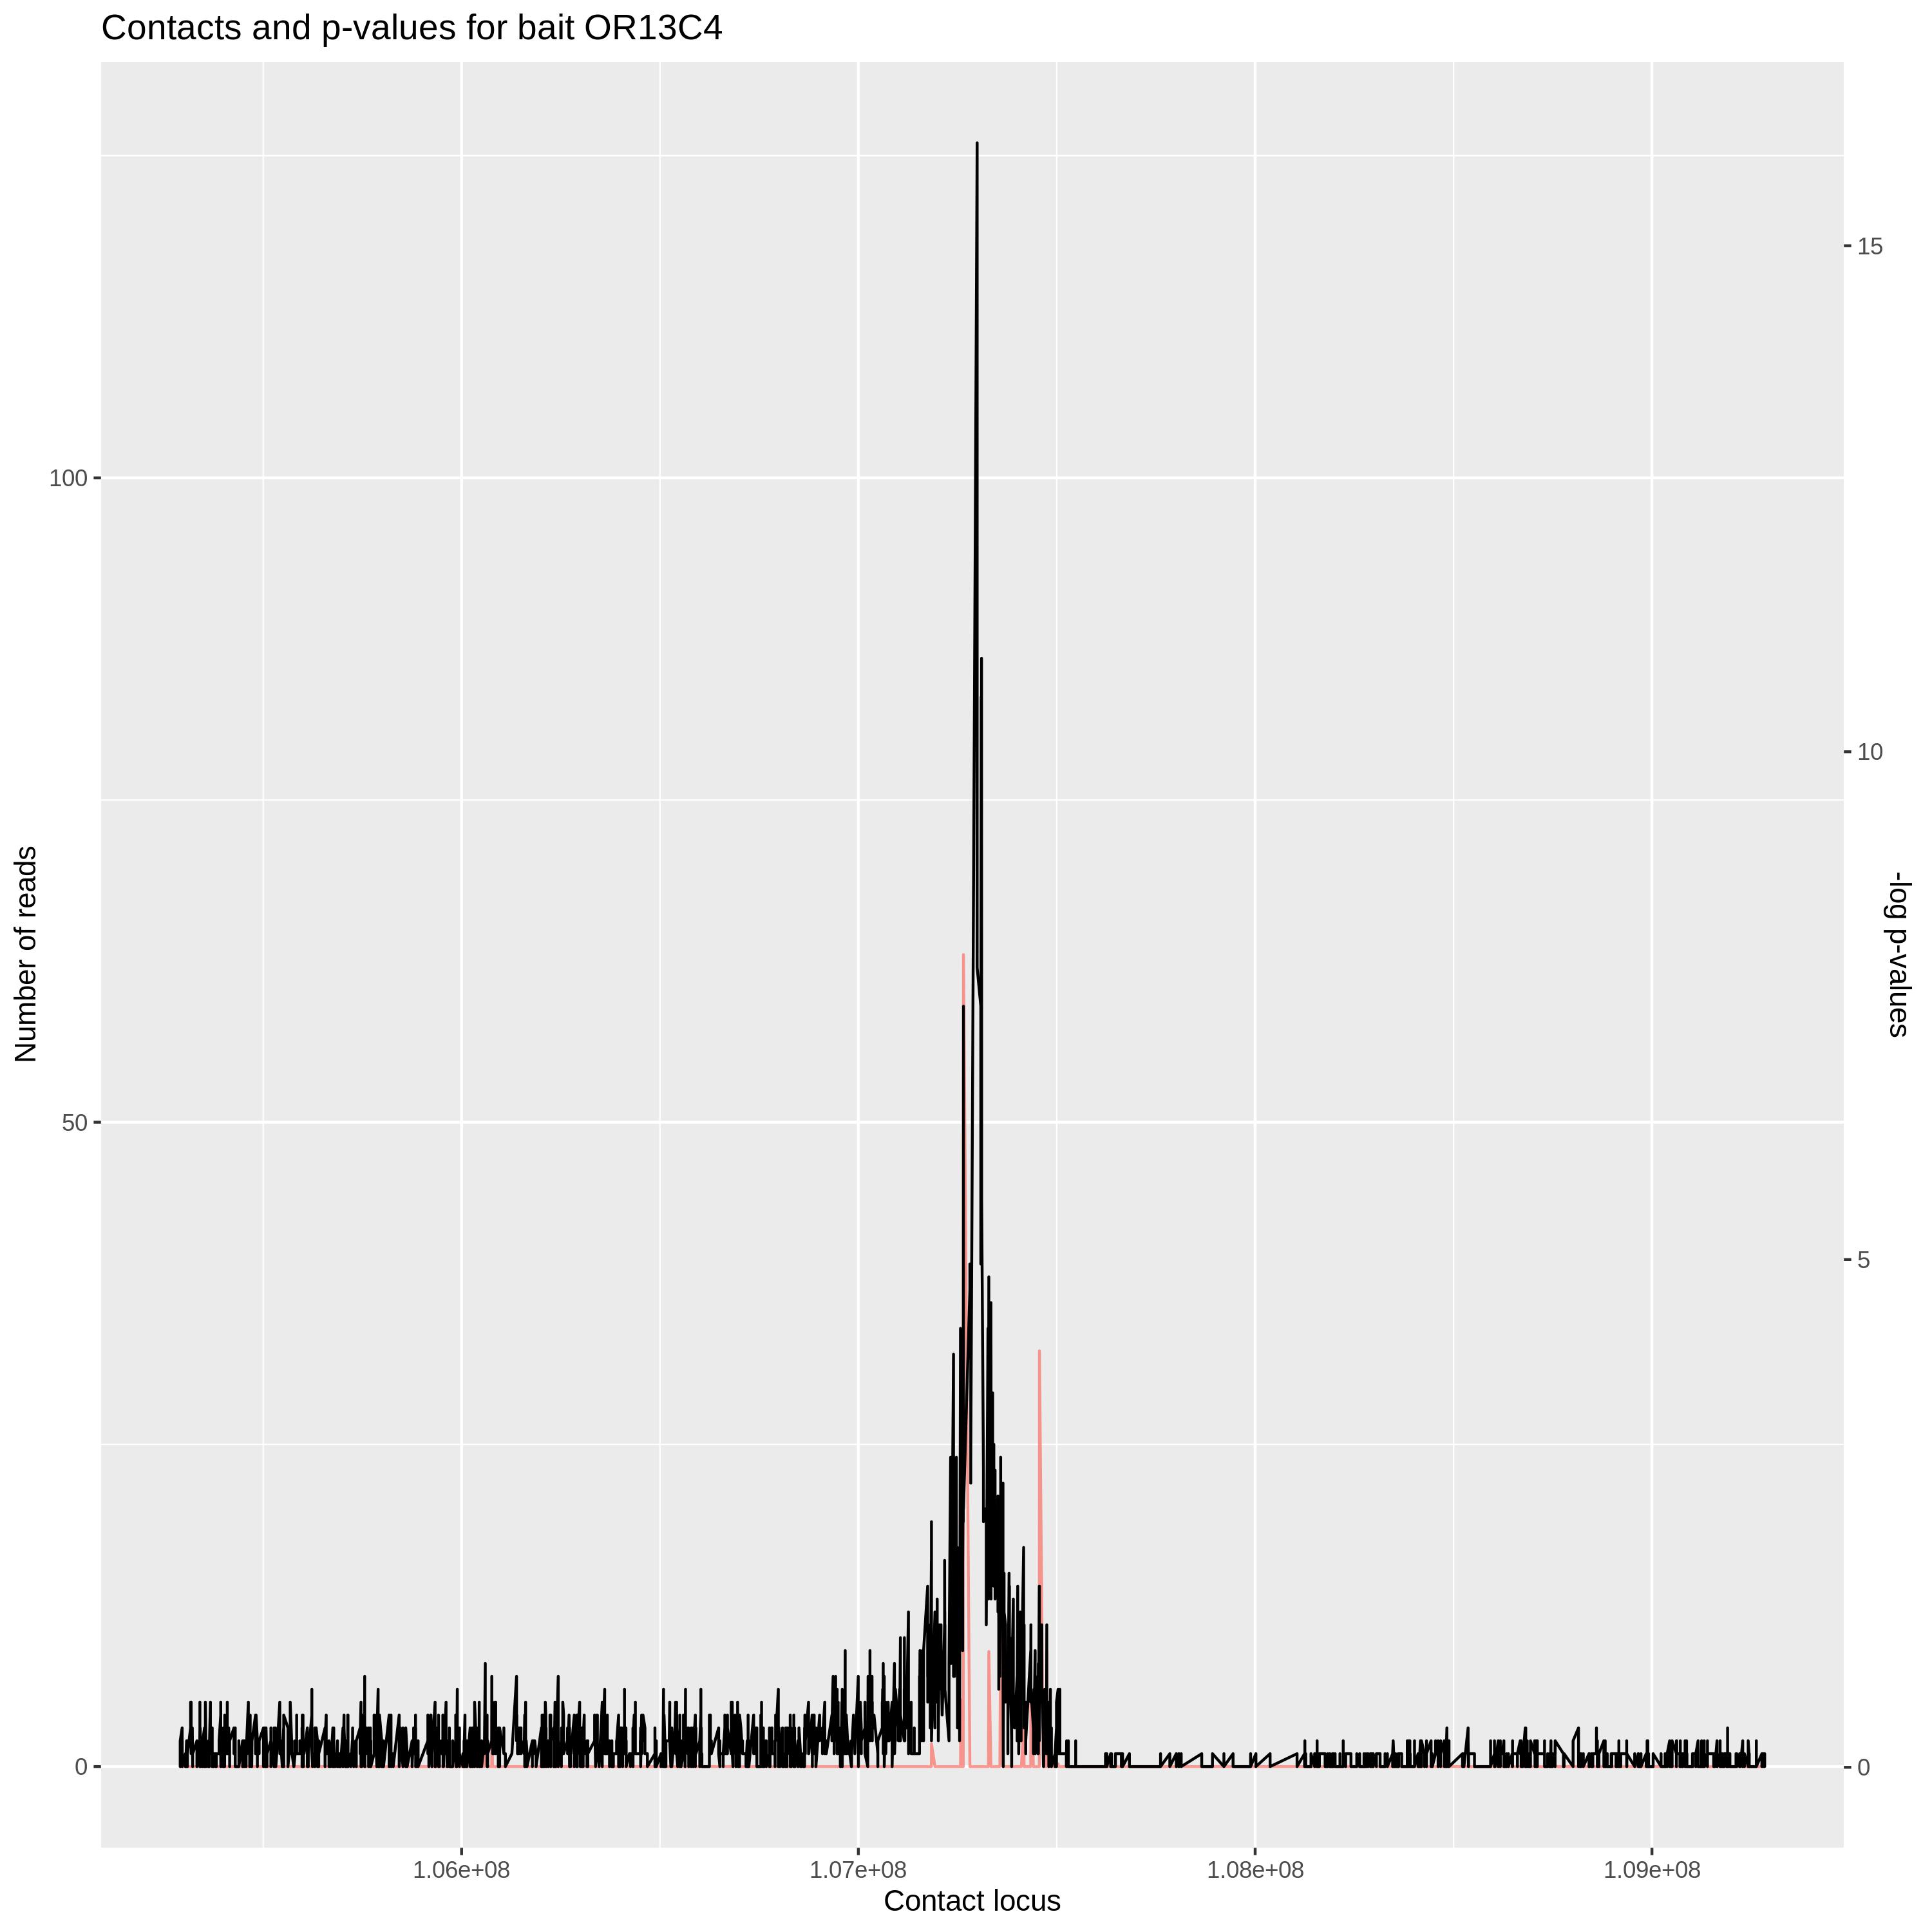 Contacts and p-values for bait OR13C4
Number of reads
100
50
0
15
10
5
0
-log p-values
1.06e+08 1.07e+08 1.08e+08 1.09e+08
Contact locus